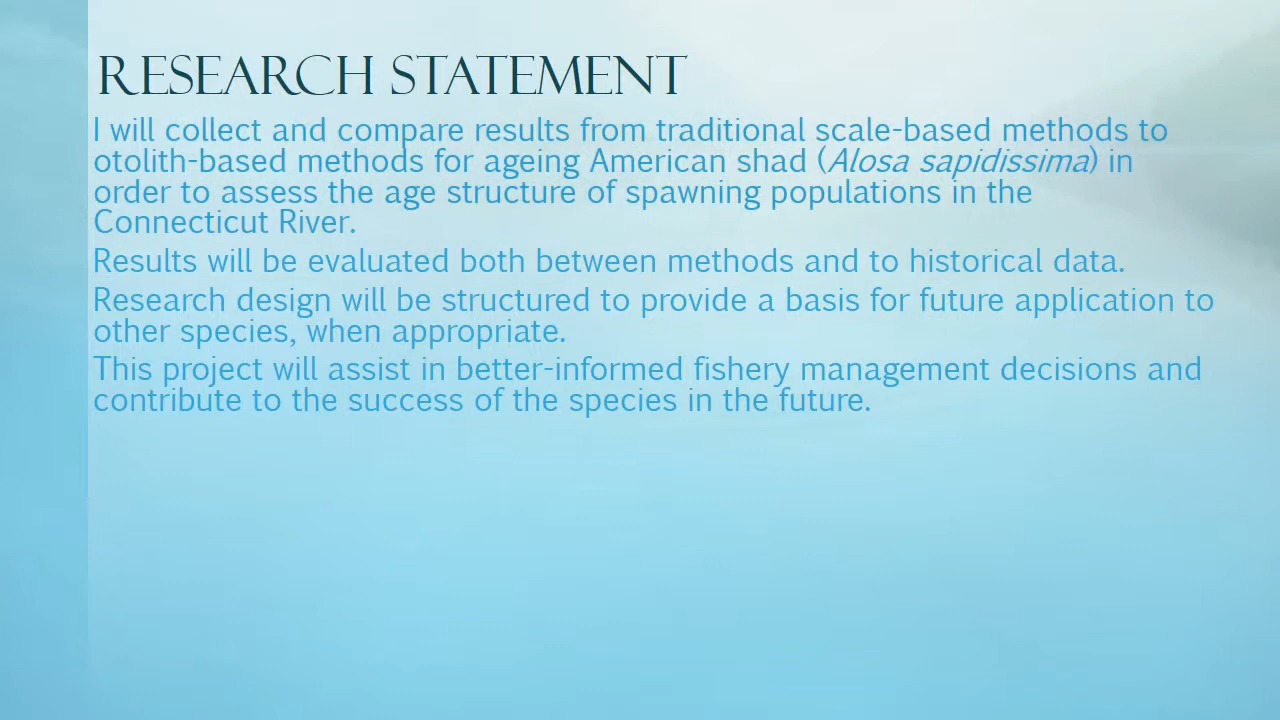 RESEARCH STATEMENT
I will collect and compare results from traditional scale-based methods to
otolith-based methods for ageing American shad (Alosa sapidissima) in
order to assess the age structure of spawning populations in the
Connecticut River.
Results will be evaluated both between methods and to historical data.
Research design will be structured to provide a basis for future application to
other species, when appropriate.
This project will assist in better-informed fishery management decisions and
contribute to the success of the species in the future.